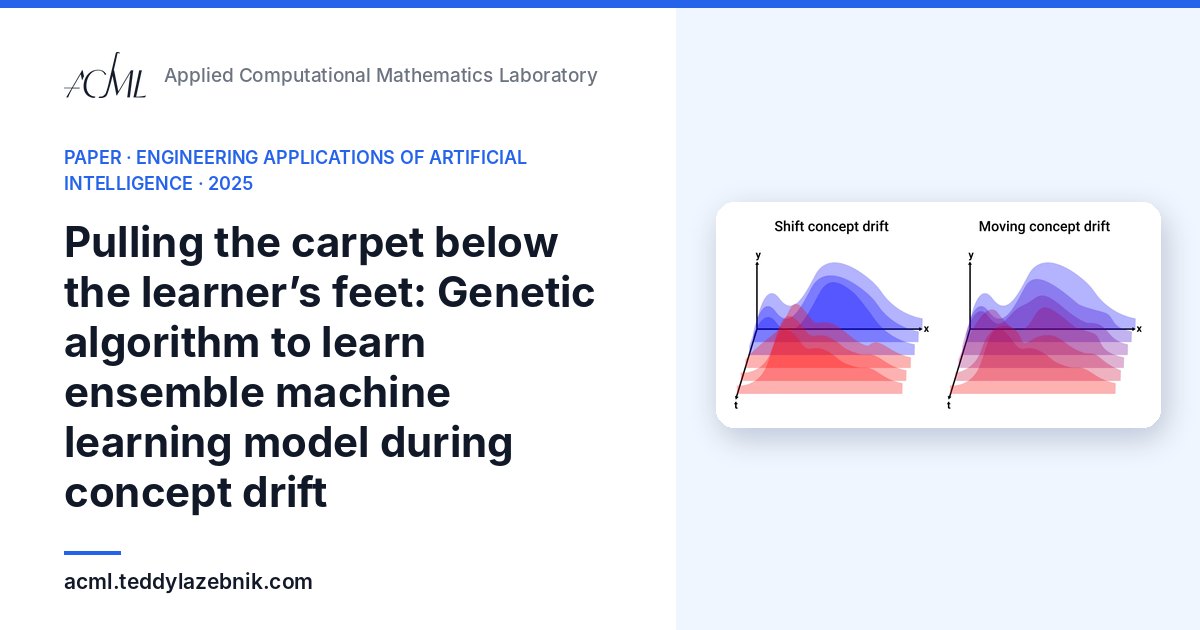 ACML
Applied Computational Mathematics Laboratory
PAPER · ENGINEERING APPLICATIONS OF ARTIFICIAL
INTELLIGENCE · 2025
Pulling the carpet below
the learner’s feet: Genetic
algorithm to learn
ensemble machine
learning model during
concept drift
acml.teddylazebnik.com
Shift concept drift
y
x
t
Moving concept drift
y
x
t